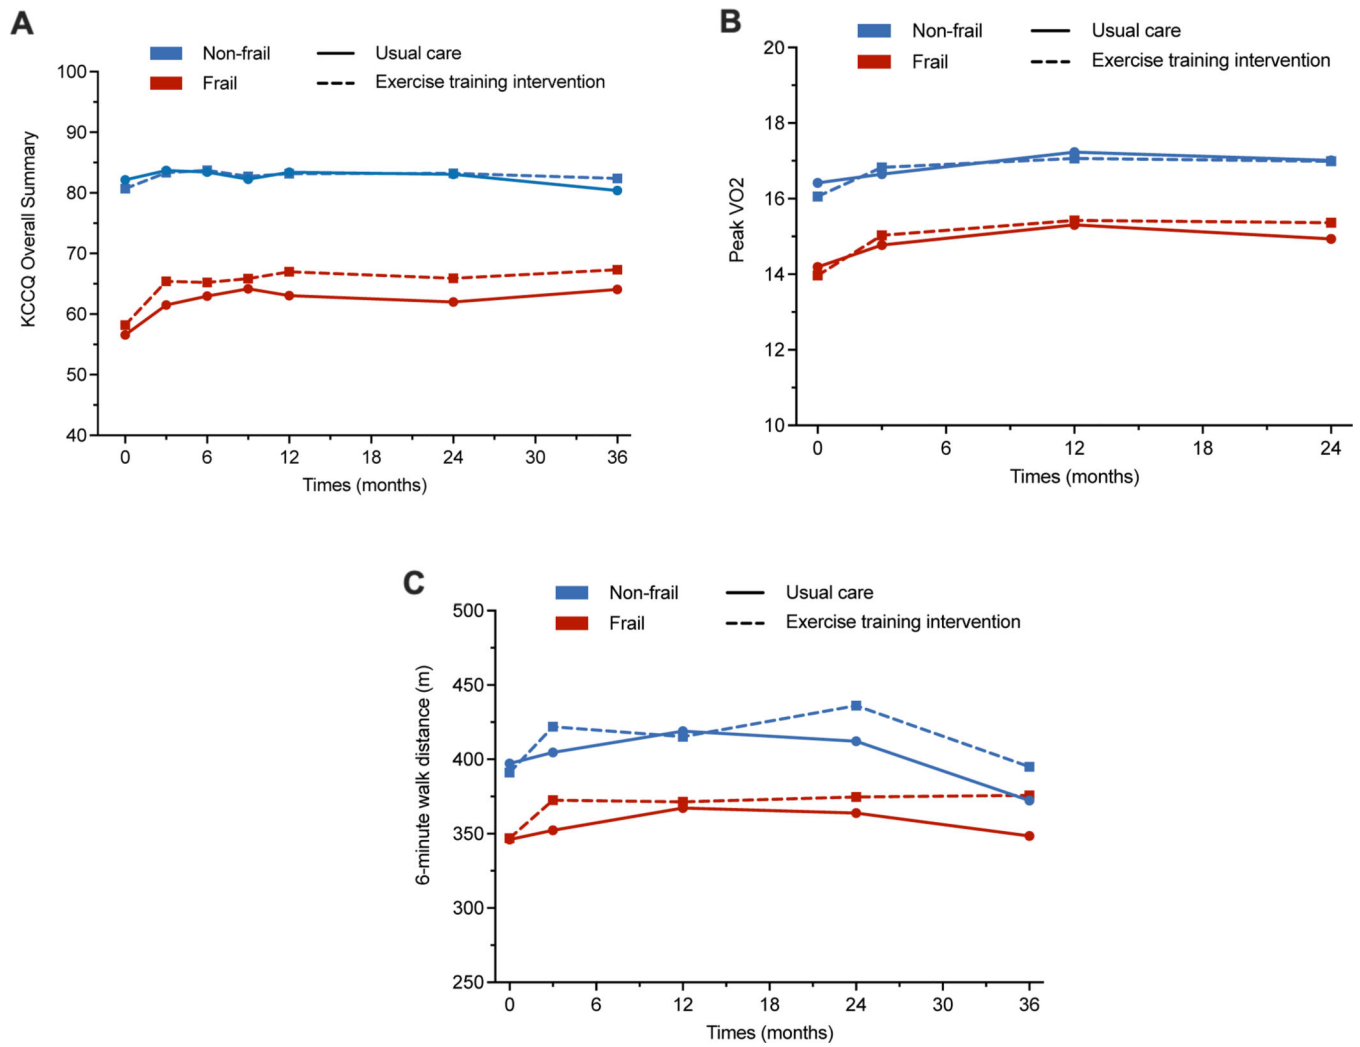 A
Non-frail Usual care
Frail Exercise training intervention
KCCQ Overall Summary
100
90
80
70
60
50
40
0 6 12 18 24 30 36
Times (months)
B
Non-frail Usual care
Frail Exercise training intervention
Peak VO2
20
18
16
14
12
10
0 6 12 18 24
Times (months)
C
Non-frail Usual care
Frail Exercise training intervention
6-minute walk distance (m)
500
450
400
350
300
250
0 6 12 18 24 30 36
Times (months)